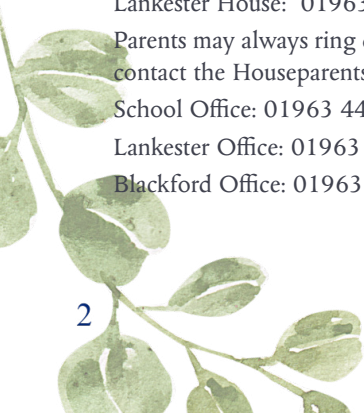 Lankester House: 01963
Parents may always ring
contact the Houseparents
School Office: 01963 44
Lankester Office: 01963
Blackford Office: 01963
2